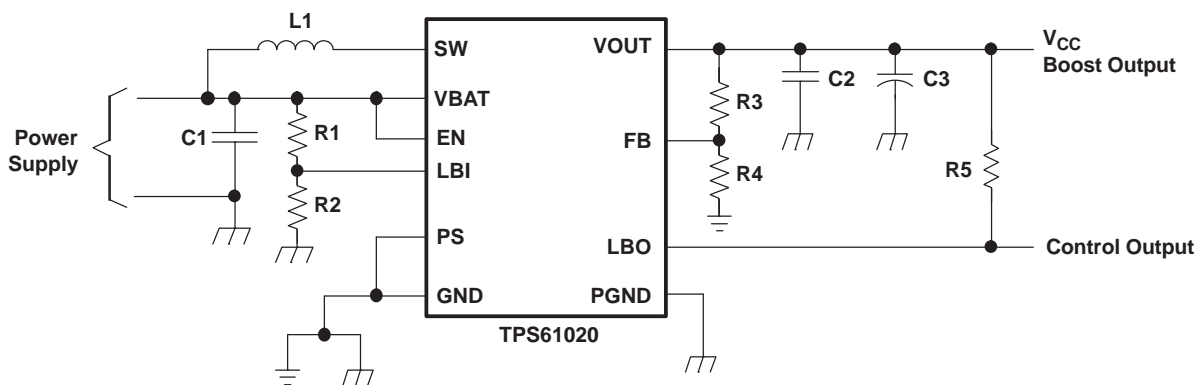 L1
SW
VBAT
EN
LBI
PS
GND
VOUT
FB
LBO
PGND
TPS61020
Power
Supply
C1
R1
R2
R3
R4
C2
C3
R5
VCC
Boost Output
Control Output